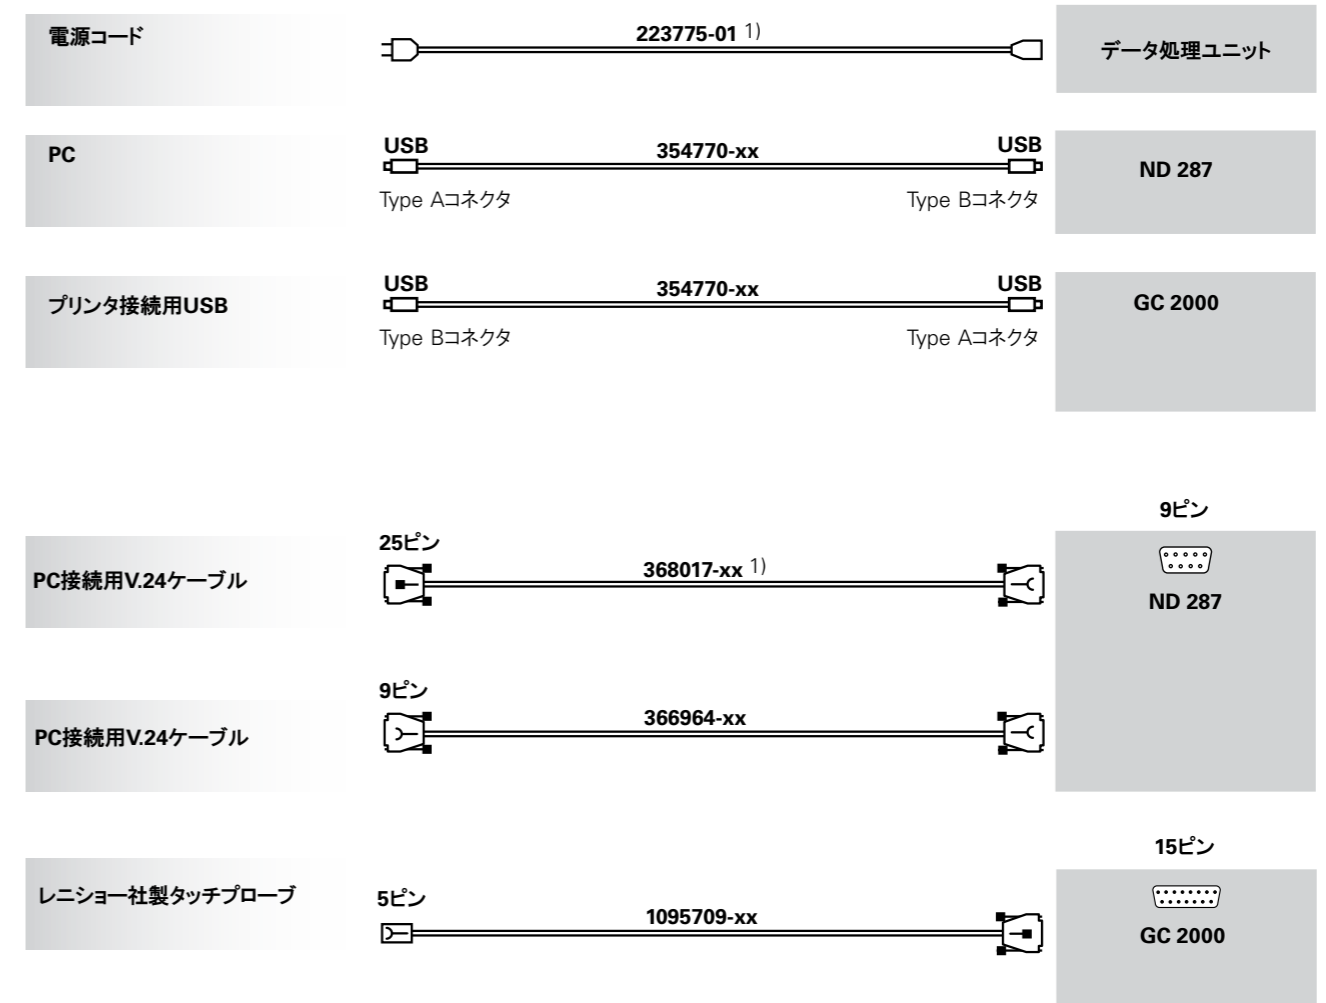 電源コード
223775-01 1)
データ処理ユニット
PC
USB
354770-xx
USB
Type Aコネクタ
Type Bコネクタ
ND 287
プリンタ接続用USB
USB
354770-xx
USB
Type Bコネクタ
Type Aコネクタ
GC 2000
9ピン
PC接続用V.24ケーブル
25ピン
368017-xx 1)
ND 287
PC接続用V.24ケーブル
9ピン
366964-xx
15ピン
レニショー社製タッチプローブ
5ピン
1095709-xx
GC 2000